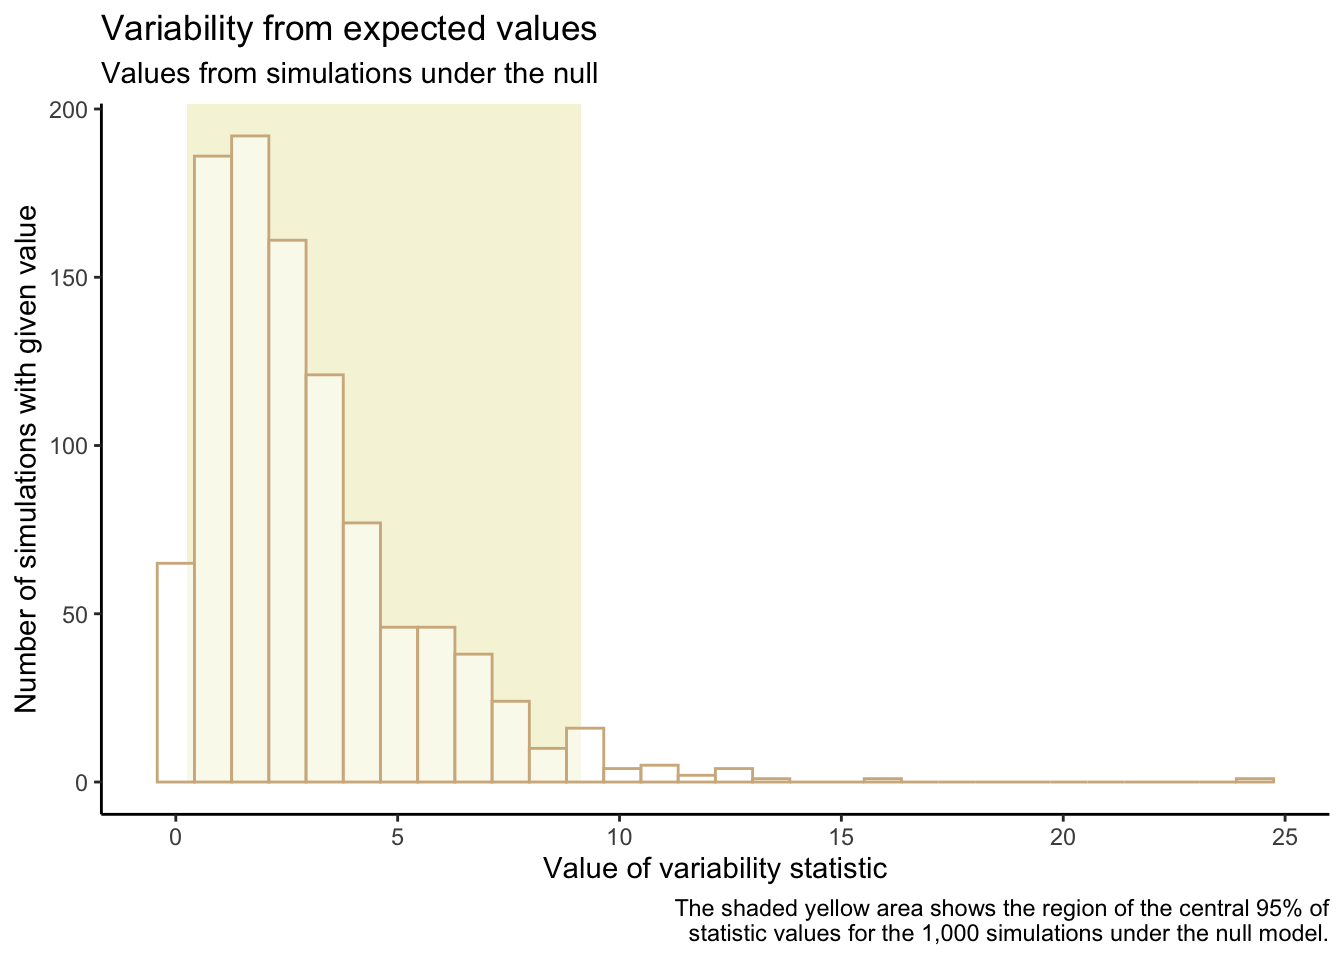 Variability from expected values
Values from simulations under the null
Number of simulations with given value
200
150
100
50
0
0
5
10
15
20
25
Value of variability statistic
The shaded yellow area shows the region of the central 95% of
statistic values for the 1,000 simulations under the null model.